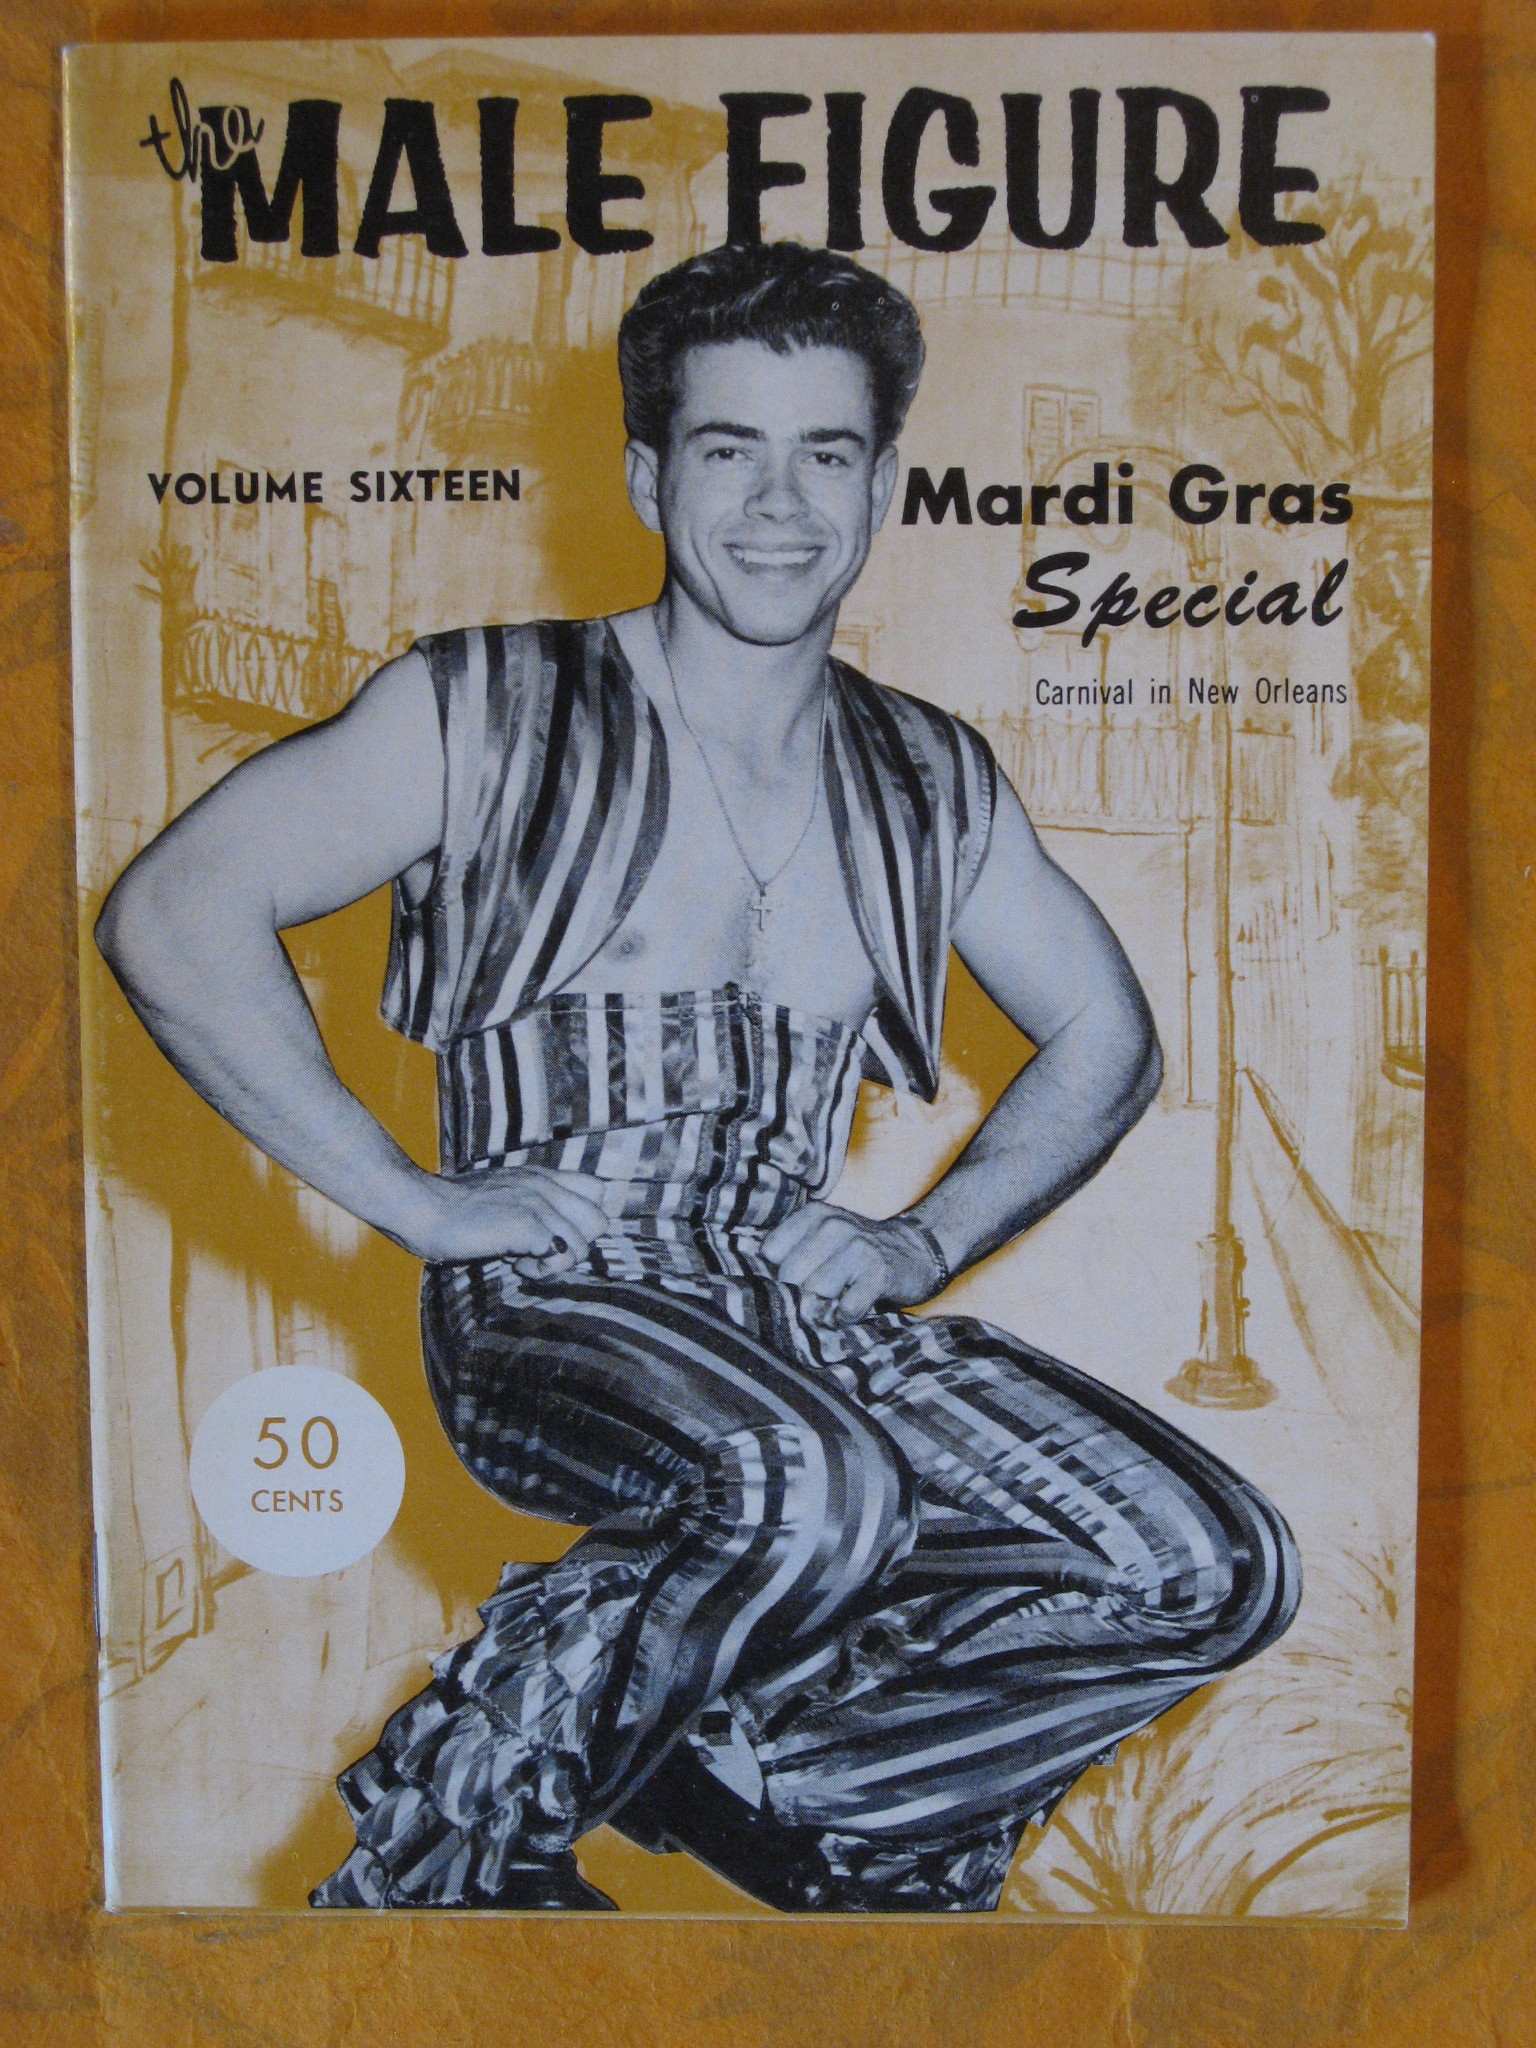 the MALE FIGURE
VOLUME SIXTEEN
Mardi Gras
Special
Carnival in New Orleans
50
CENTS